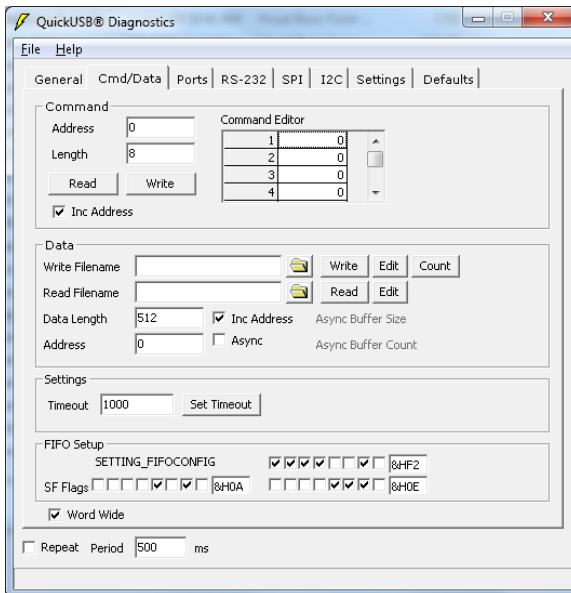 QuickUSB® Diagnostics
File Help
General Cmd/Data Ports RS-232 SPI I2C Settings Defaults
Command
Address 0
Length 8
Read Write
Inc Address
Command Editor
1 0
2 0
3 0
4 0
Data
Write Filename Write Edit Count
Read Filename Read Edit
Data Length 512 Inc Address Async Buffer Size
Address 0 Async Async Buffer Count
Settings
Timeout 1000 Set Timeout
FIFO Setup
SETTING_FIFOCONFIG &HF2
SF Flags &H0A &H0E
Word Wide
Repeat Period 500 ms